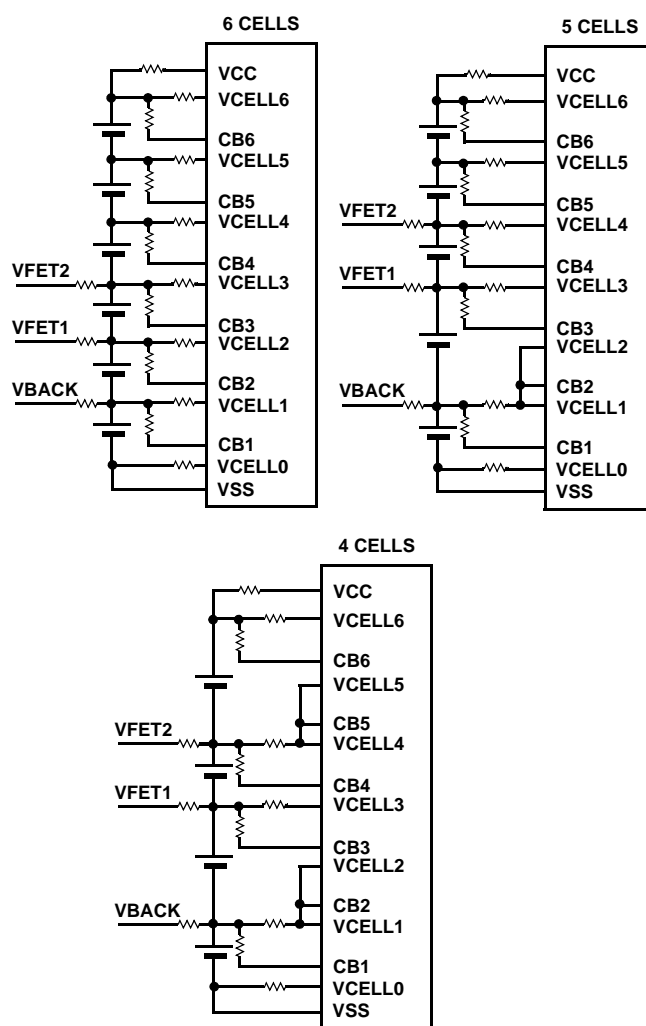 6 CELLS
VCC
VCELL6
CB6
VCELL5
CB5
VCELL4
CB4
VFET2
VCELL3
CB3
VFET1
VCELL2
CB2
VBACK
VCELL1
CB1
VCELL0
VSS
5 CELLS
VCC
VCELL6
CB6
VCELL5
CB5
VFET2
VCELL4
CB4
VFET1
VCELL3
CB3
VCELL2
CB2
VBACK
VCELL1
CB1
VCELL0
VSS
4 CELLS
VCC
VCELL6
CB6
VCELL5
CB5
VFET2
VCELL4
CB4
VFET1
VCELL3
CB3
VCELL2
CB2
VBACK
VCELL1
CB1
VCELL0
VSS